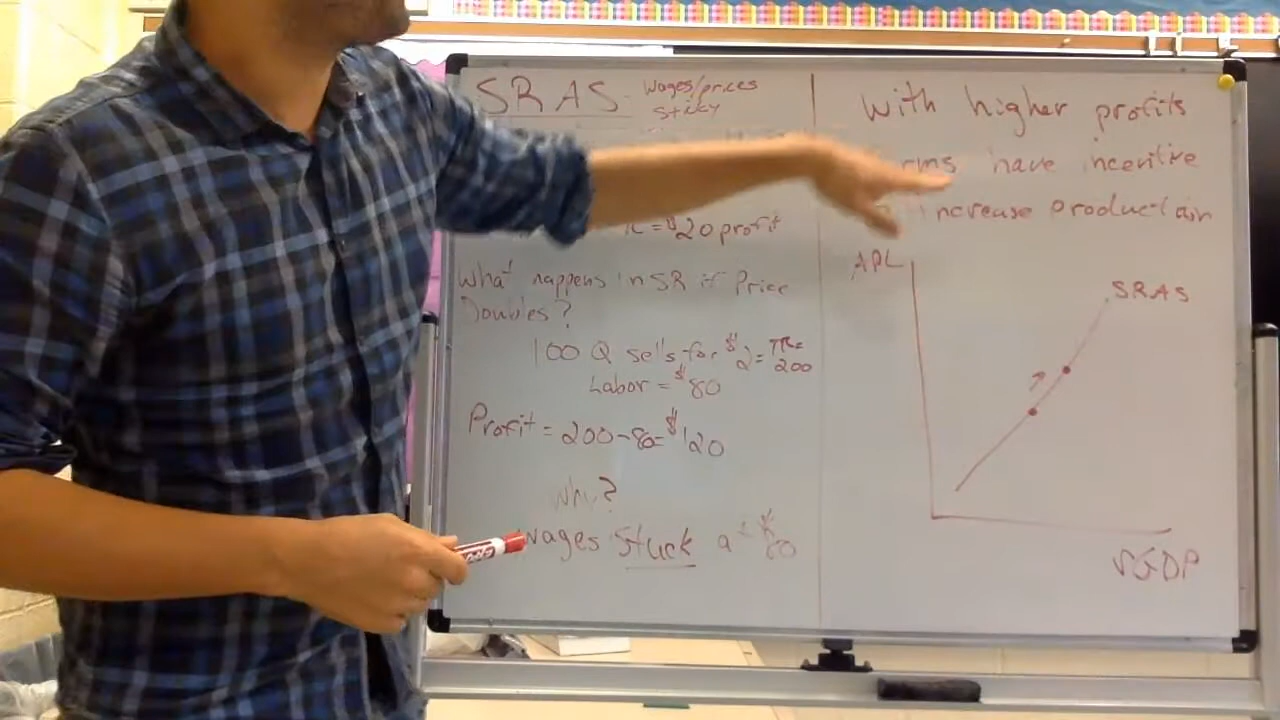 SRAS - Wages/prices
sticky
= $20 profit
What happens in SR if Price
Doubles?
100 Q sells for $2 = TR =
200
Labor = $80
Profit = 200-80= $120
Why?
wages stuck at $80
With higher profits
have incentive
increase production
APL
SRAS
rGDP
EXPO